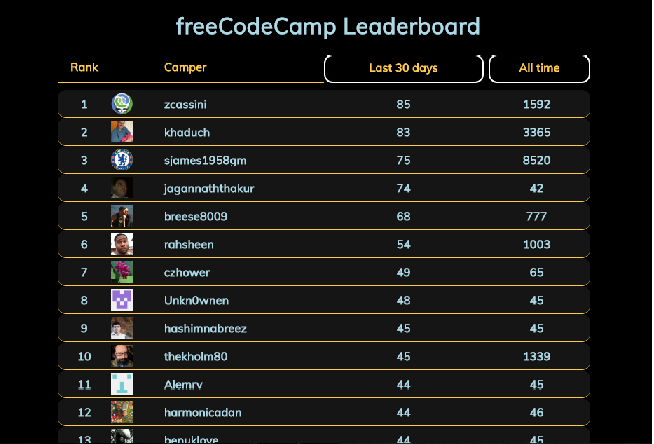 freeCodeCamp Leaderboard
Rank Camper Last 30 days All time
1 zcassini 85 1592
2 khaduch 83 3365
3 sjames1958gm 75 8520
4 jagannaththakur 74 42
5 breese8009 68 777
6 rahsheen 54 1003
7 czhower 49 65
8 Unkn0wnen 48 45
9 hashimnabreez 45 45
10 thekholm80 45 1339
11 Alemrv 44 45
12 harmonicadan 44 46
13 benuklove 44 45